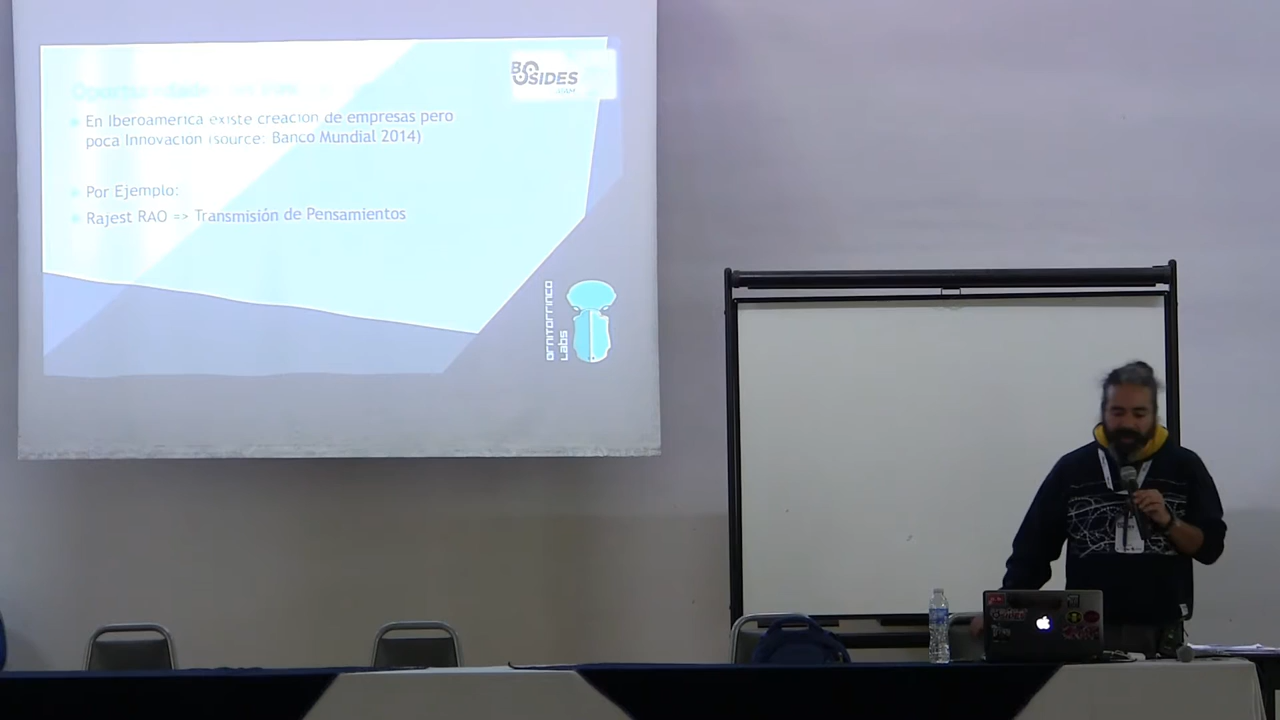 BSIDES
En Iberoamerica existe creacion de empresas pero
poca Innovacion (source: Banco Mundial 2014)
Por Ejemplo:
Rajest RAO => Transmisión de Pensamientos
ORNITORRINCO
LABS